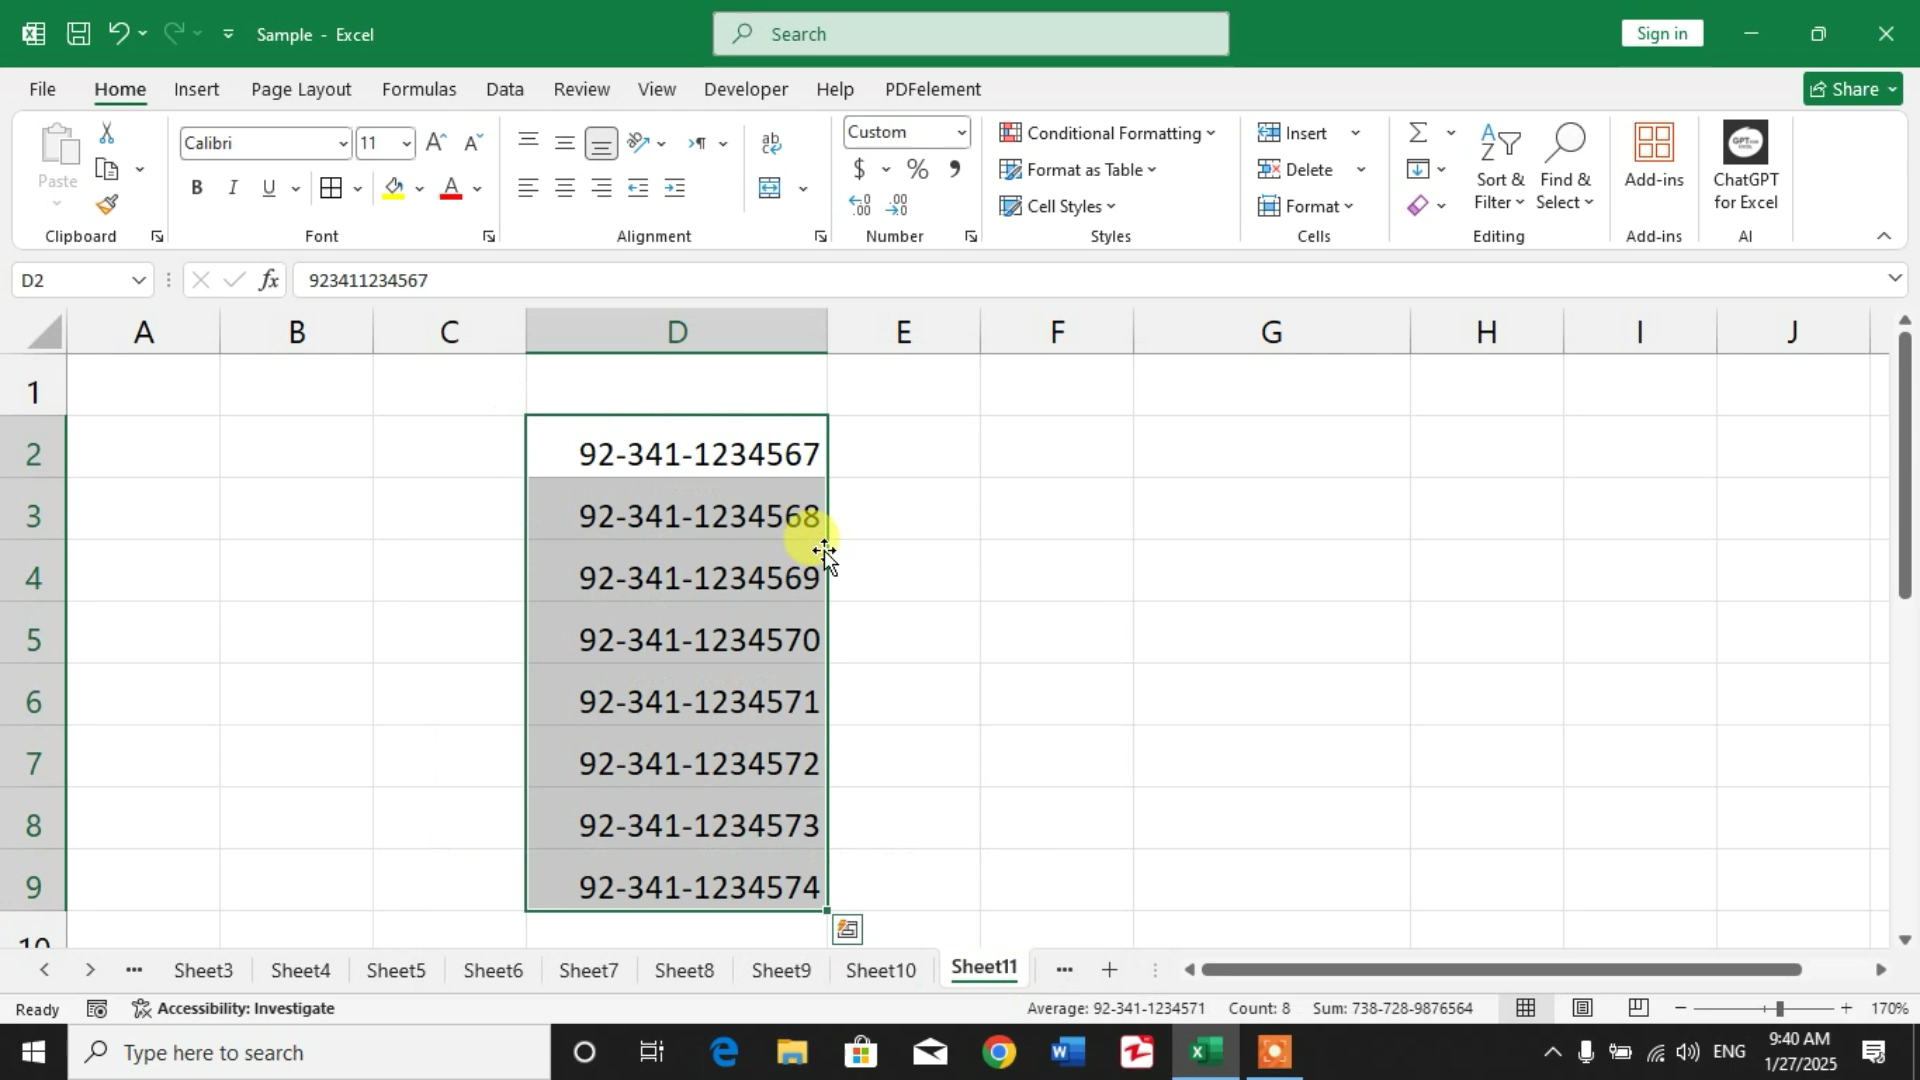 Sample - Excel
Search
Sign in
File Home Insert Page Layout Formulas Data Review View Developer Help PDFelement
Share
Paste
Clipboard
Calibri 11
B I U A
Font
ab
Alignment
Custom
$ % 9
.00 .00
Number
Conditional Formatting
Format as Table
Cell Styles
Styles
Insert
Delete
Format
Cells
Sort & Filter
Find & Select
Editing
Add-ins
Add-ins
ChatGPT for Excel
AI
D2 fx 923411234567
A B C D E F G H I J
1
2 92-341-1234567
3 92-341-1234568
4 92-341-1234569
5 92-341-1234570
6 92-341-1234571
7 92-341-1234572
8 92-341-1234573
9 92-341-1234574
10
Sheet3 Sheet4 Sheet5 Sheet6 Sheet7 Sheet8 Sheet9 Sheet10 Sheet11
Ready Accessibility: Investigate Average: 92-341-1234571 Count: 8 Sum: 738-728-9876564 170%
Type here to search ENG 9:40 AM
1/27/2025